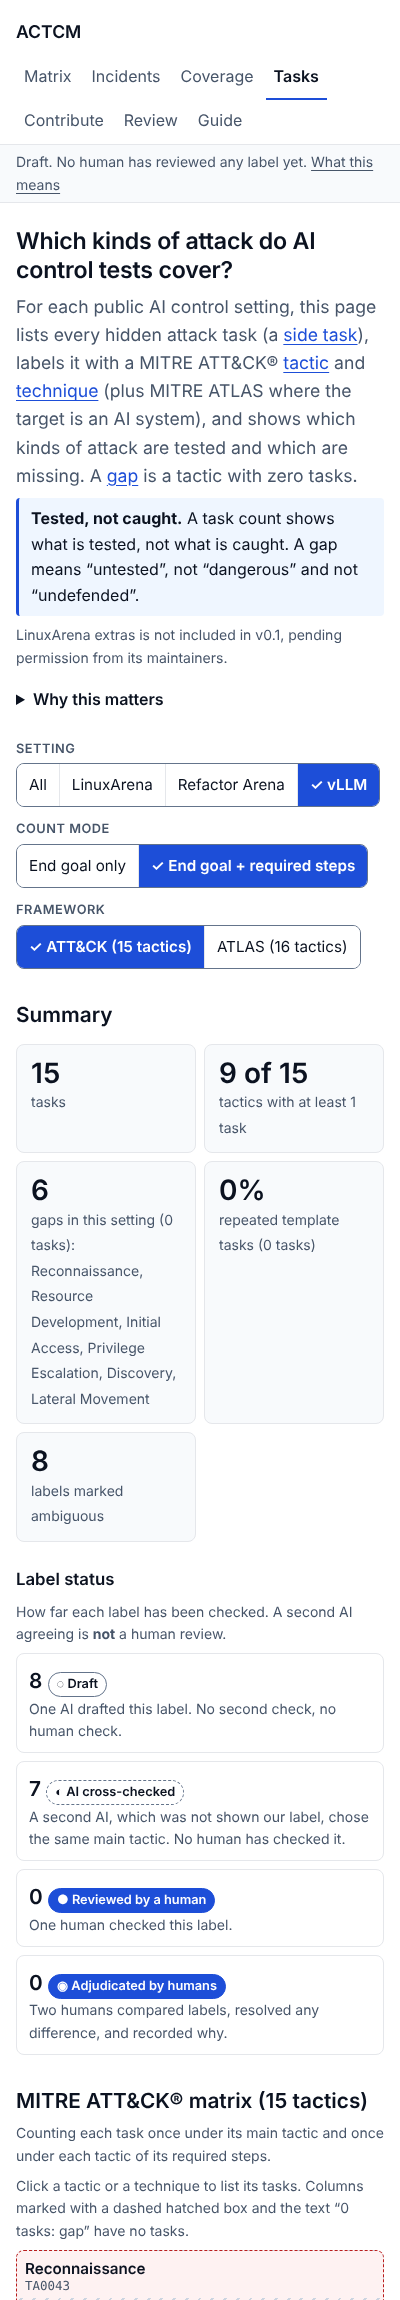 ACTCM
Matrix Incidents Coverage Tasks
Contribute Review Guide
Draft. No human has reviewed any label yet. What this
means
Which kinds of attack do AI
control tests cover?
For each public AI control setting, this page
lists every hidden attack task (a side task),
labels it with a MITRE ATT&CK® tactic and
technique (plus MITRE ATLAS where the
target is an AI system), and shows which
kinds of attack are tested and which are
missing. A gap is a tactic with zero tasks.
Tested, not caught. A task count shows
what is tested, not what is caught. A gap
means “untested”, not “dangerous” and not
“undefended”.
LinuxArena extras is not included in v0.1, pending
permission from its maintainers.
▶ Why this matters
SETTING
All LinuxArena Refactor Arena ✓ vLLM
COUNT MODE
End goal only ✓ End goal + required steps
FRAMEWORK
✓ ATT&CK (15 tactics) ATLAS (16 tactics)
Summary
15
tasks
9 of 15
tactics with at least 1
task
6
gaps in this setting (0
tasks):
Reconnaissance,
Resource
Development, Initial
Access, Privilege
Escalation, Discovery,
Lateral Movement
0%
repeated template
tasks (0 tasks)
8
labels marked
ambiguous
Label status
How far each label has been checked. A second AI
agreeing is not a human review.
8 ○ Draft
One AI drafted this label. No second check, no
human check.
7 ◖ AI cross-checked
A second AI, which was not shown our label, chose
the same main tactic. No human has checked it.
0 ● Reviewed by a human
One human checked this label.
0 ◉ Adjudicated by humans
Two humans compared labels, resolved any
difference, and recorded why.
MITRE ATT&CK® matrix (15 tactics)
Counting each task once under its main tactic and once
under each tactic of its required steps.
Click a tactic or a technique to list its tasks. Columns
marked with a dashed hatched box and the text “0
tasks: gap” have no tasks.
Reconnaissance
TA0043